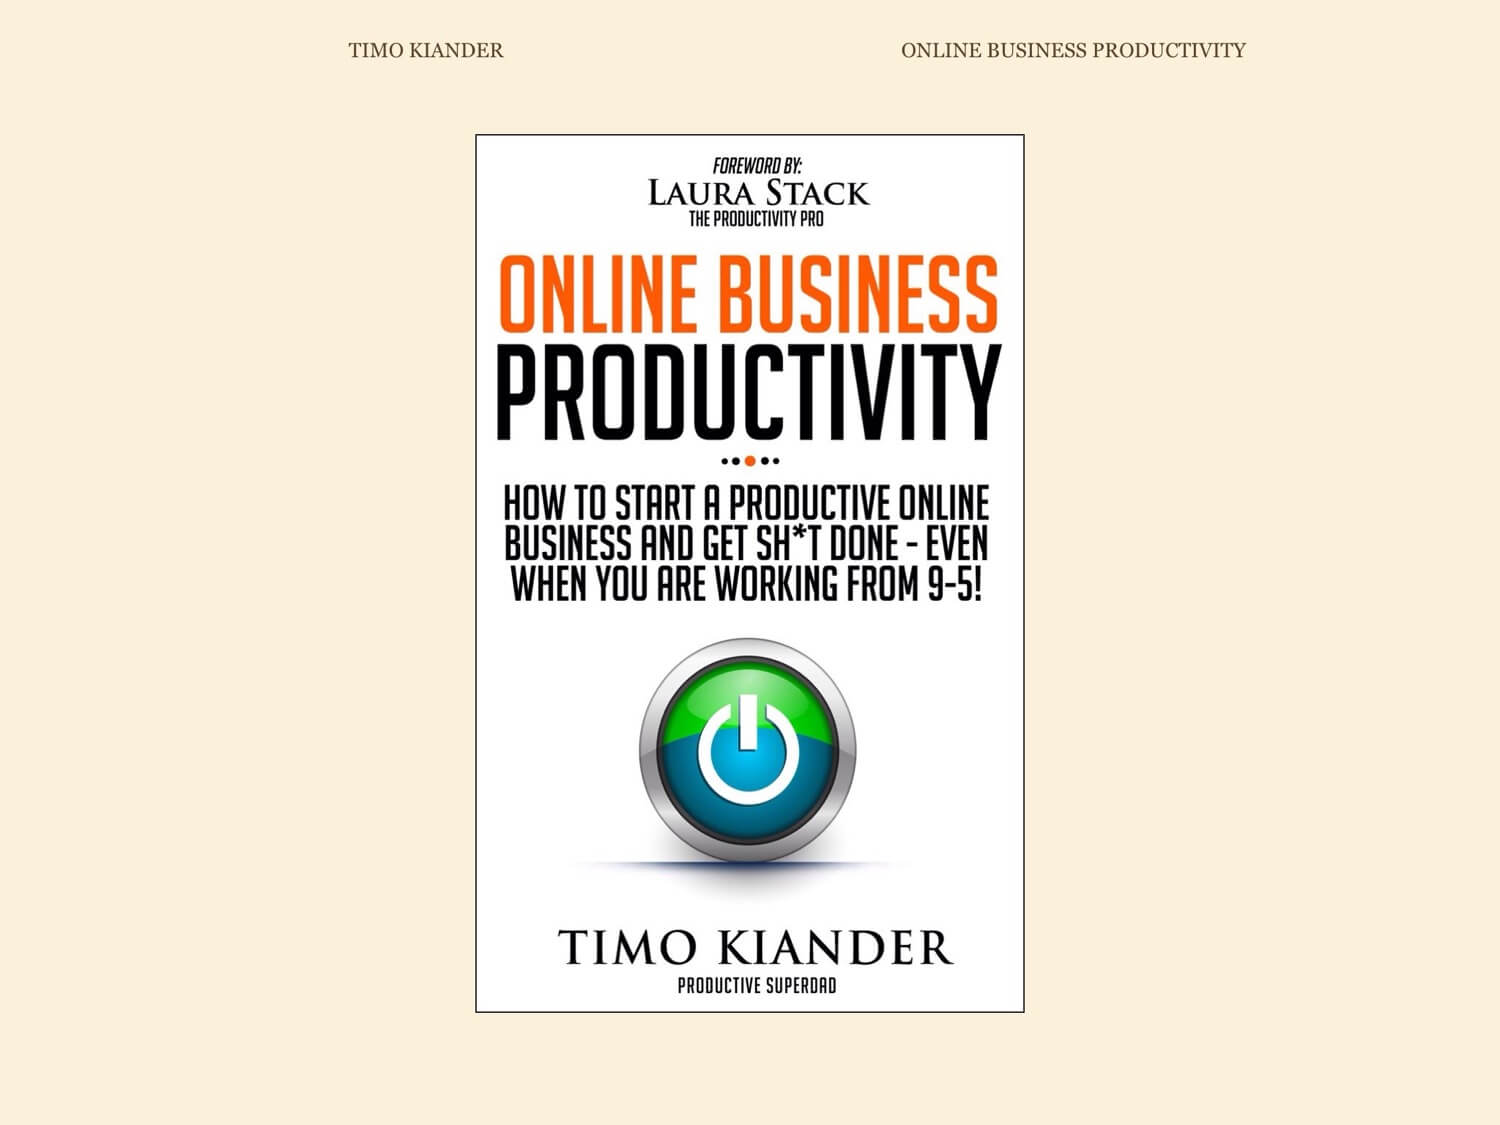 TIMO KIANDER
ONLINE BUSINESS PRODUCTIVITY
FOREWORD BY:
LAURA STACK
THE PRODUCTIVITY PRO
ONLINE BUSINESS
PRODUCTIVITY
HOW TO START A PRODUCTIVE ONLINE
BUSINESS AND GET SH*T DONE - EVEN
WHEN YOU ARE WORKING FROM 9-5!
TIMO KIANDER
PRODUCTIVE SUPERDAD